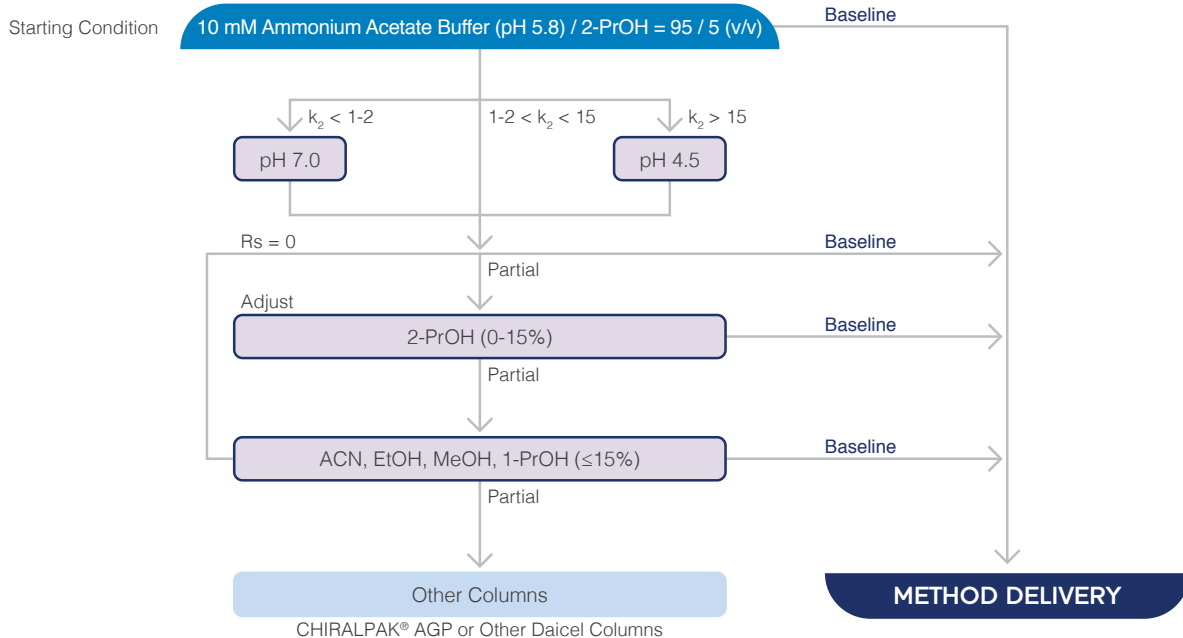 Baseline
Starting Condition
10 mM Ammonium Acetate Buffer (pH 5.8) / 2-PrOH = 95 / 5 (v/v)
k₂ < 1-2
1-2 < k₂ < 15
k₂ > 15
pH 7.0
pH 4.5
Rs = 0
Baseline
Partial
Adjust
2-PrOH (0-15%)
Baseline
Partial
ACN, EtOH, MeOH, 1-PrOH (≤15%)
Baseline
Partial
Other Columns
METHOD DELIVERY
CHIRALPAK® AGP or Other Daicel Columns